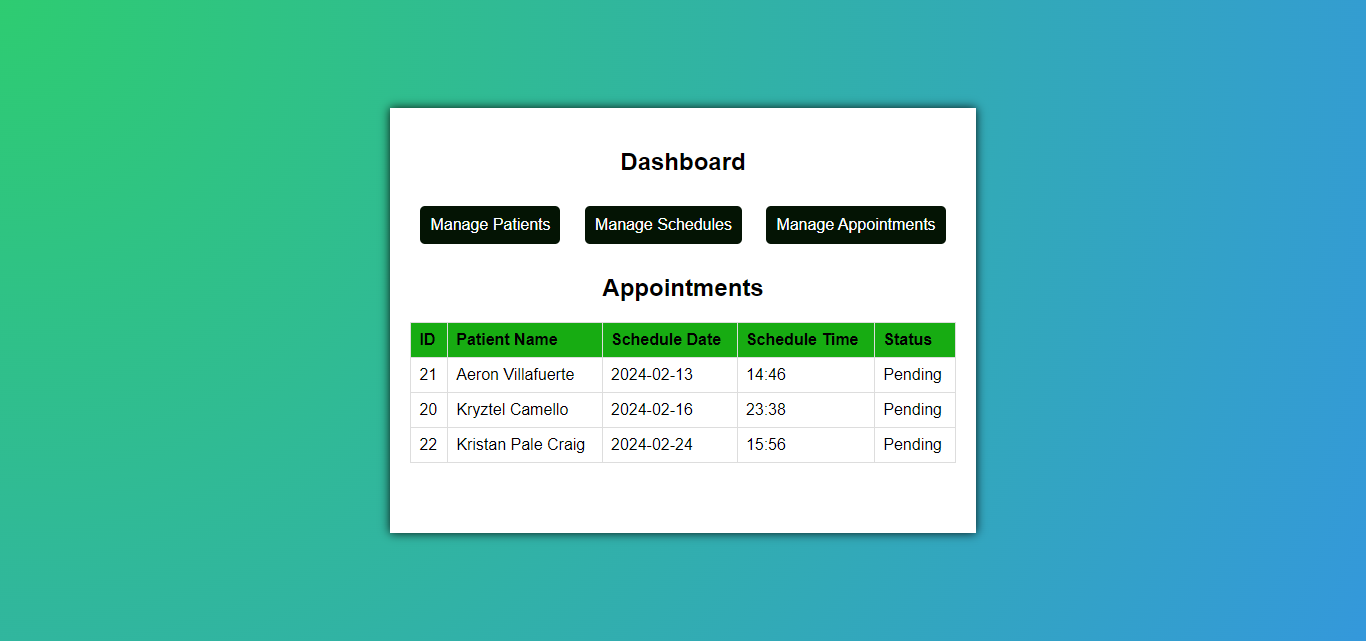 Dashboard
Manage Patients Manage Schedules Manage Appointments
Appointments
ID Patient Name Schedule Date Schedule Time Status
21 Aeron Villafuerte 2024-02-13 14:46 Pending
20 Kryztel Camello 2024-02-16 23:38 Pending
22 Kristan Pale Craig 2024-02-24 15:56 Pending